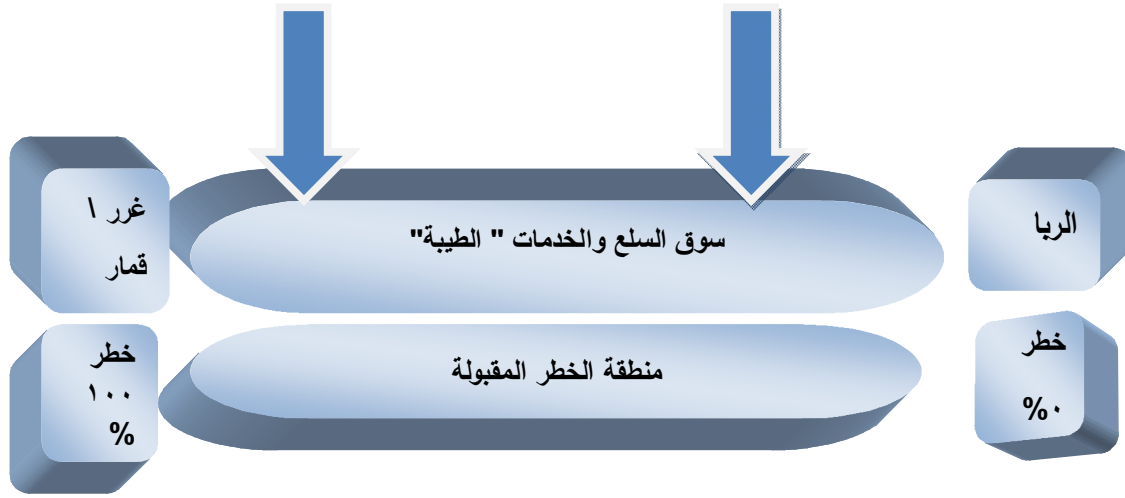 الربا
سوق السلع والخدمات " الطيبة"
غرر ا
قمار
خطر
٠%
منطقة الخطر المقبولة
خطر
١٠٠
%